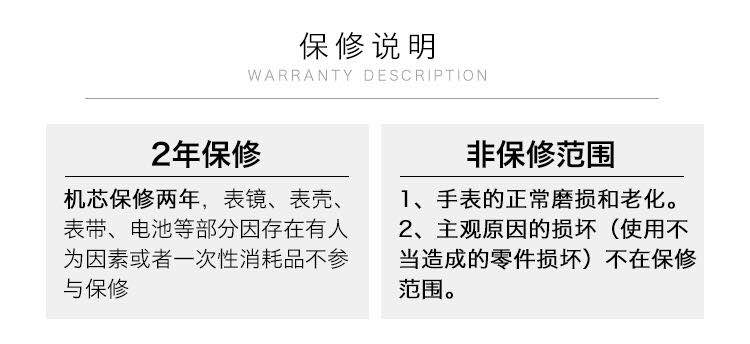 保修说明
WARRANTY DESCRIPTION
2年保修
机芯保修两年，表镜、表壳、
表带、电池等部分因存在有人
为因素或者一次性消耗品不参
与保修
非保修范围
1、手表的正常磨损和老化。
2、主观原因的损坏（使用不
当造成的零件损坏）不在保修
范围。